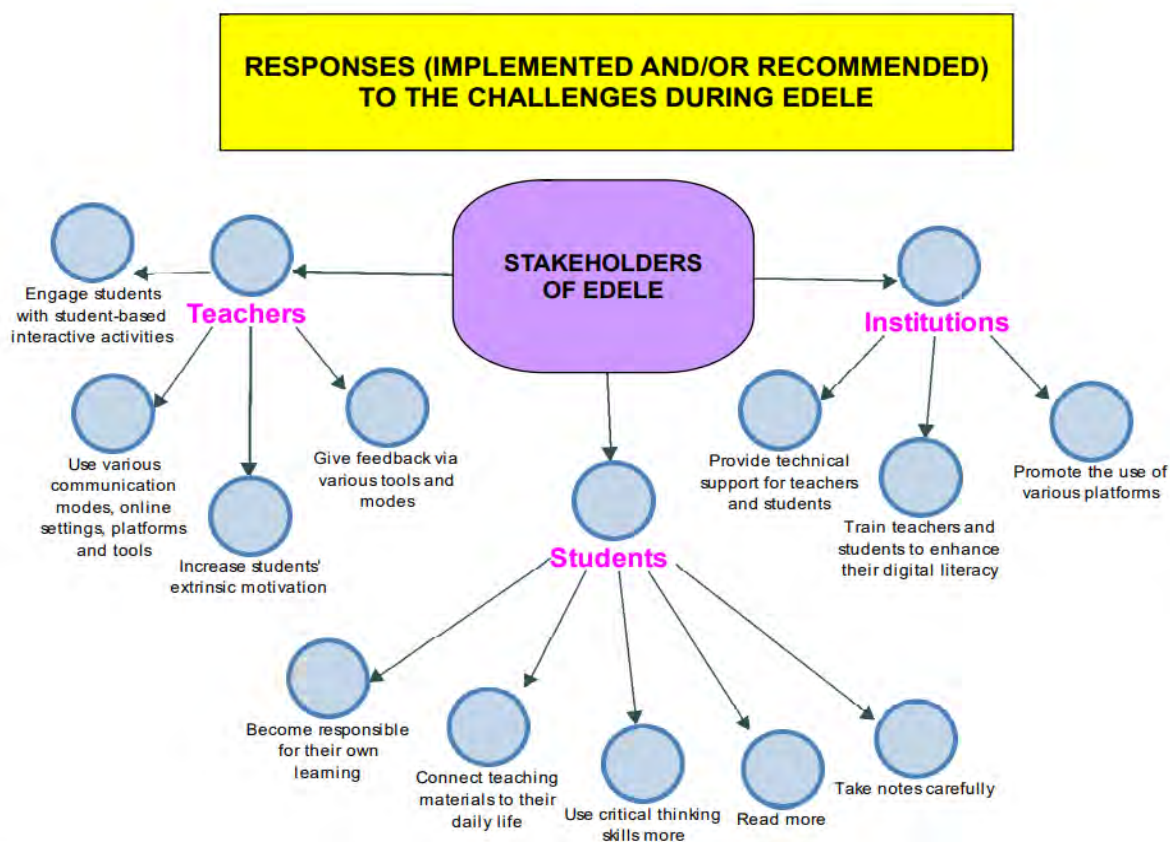 RESPONSES (IMPLEMENTED AND/OR RECOMMENDED)
TO THE CHALLENGES DURING EDELE
STAKEHOLDERS
OF EDELE
Teachers
Engage students
with student-based
interactive activities
Use various
communication
modes, online
settings, platforms
and tools
Increase students'
extrinsic motivation
Give feedback via
various tools and
modes
Institutions
Provide technical
support for teachers
and students
Train teachers and
students to enhance
their digital literacy
Promote the use of
various platforms
Students
Become responsible
for their own
learning
Connect teaching
materials to their
daily life
Use critical thinking
skills more
Read more
Take notes carefully